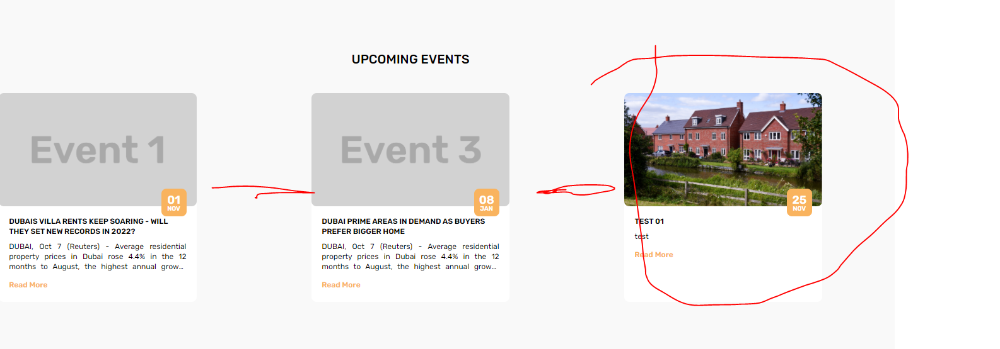 UPCOMING EVENTS
Event 1
01
NOV
DUBAIS VILLA RENTS KEEP SOARING - WILL
THEY SET NEW RECORDS IN 2022?
DUBAI, Oct 7 (Reuters) - Average residential
property prices in Dubai rose 4.4% in the 12
months to August, the highest annual grow...
Read More
Event 3
08
JAN
DUBAI PRIME AREAS IN DEMAND AS BUYERS
PREFER BIGGER HOME
DUBAI, Oct 7 (Reuters) - Average residential
property prices in Dubai rose 4.4% in the 12
months to August, the highest annual grow...
Read More
25
NOV
TEST 01
test
Read More